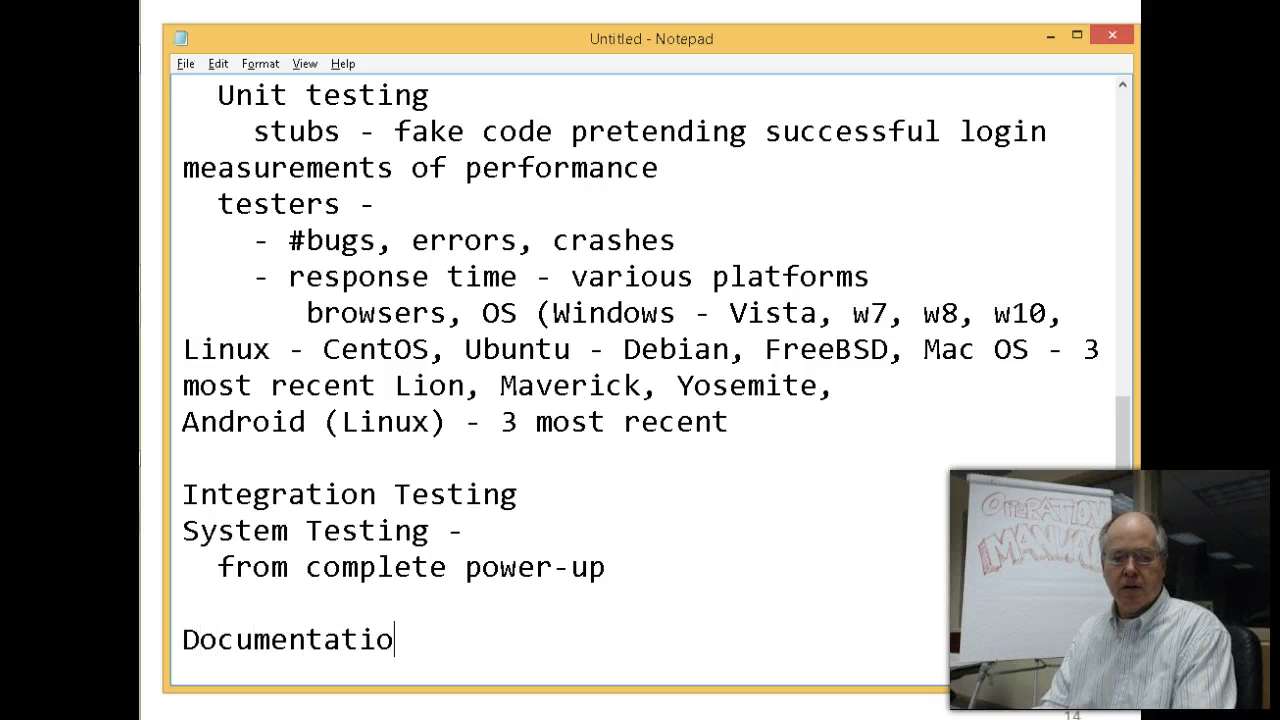 Untitled - Notepad
File Edit Format View Help
Unit testing
stubs - fake code pretending successful login
measurements of performance
testers -
- #bugs, errors, crashes
- response time - various platforms
browsers, OS (Windows - Vista, w7, w8, w10,
Linux - CentOS, Ubuntu - Debian, FreeBSD, Mac OS - 3
most recent Lion, Maverick, Yosemite,
Android (Linux) - 3 most recent
Integration Testing
System Testing -
from complete power-up
Documentatio
OPERATION
MANUAL
14